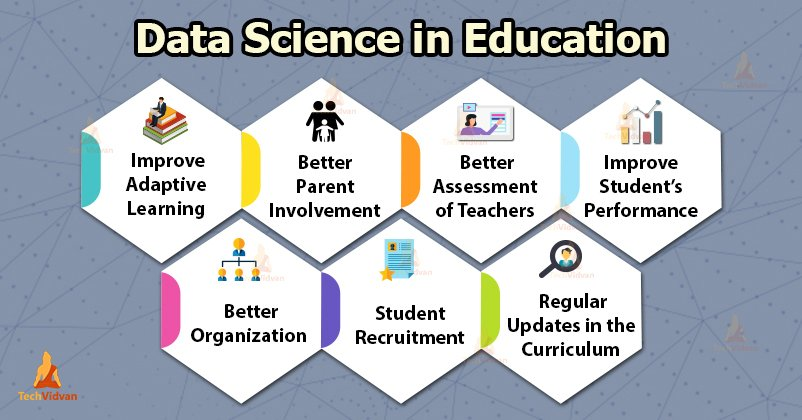 Data Science in Education
Improve
Adaptive
Learning
Better
Parent
Involvement
Better
Assessment
of Teachers
Improve
Student's
Performance
Better
Organization
Student
Recruitment
Regular
Updates in the
Curriculum
TechVidvan